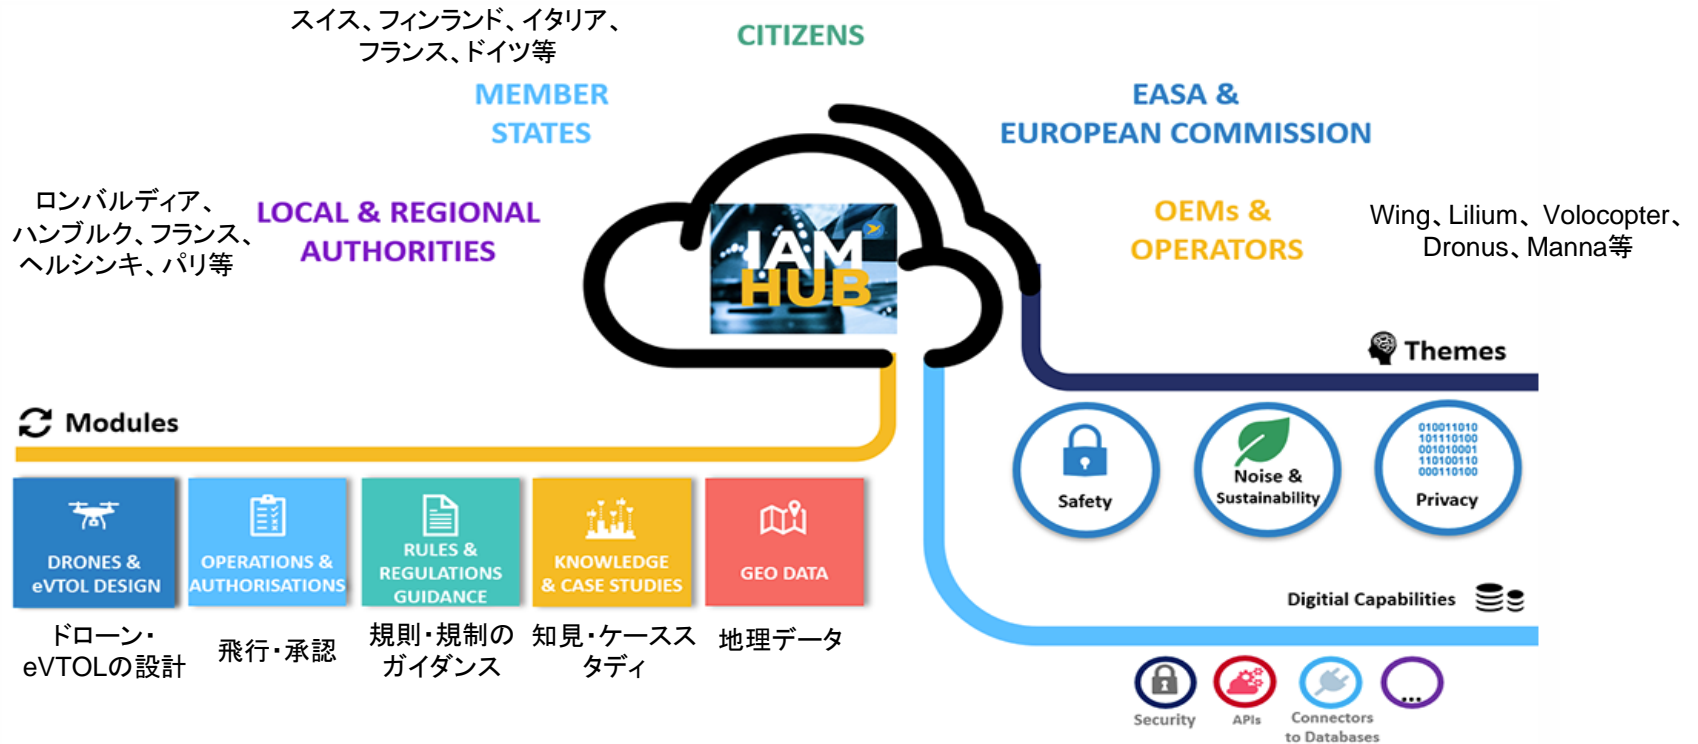 スイス、フィンランド、イタリア、
フランス、ドイツ等
CITIZENS
MEMBER
STATES
EASA &
EUROPEAN COMMISSION
ロンバルディア、
ハンブルク、フランス、
ヘルシンキ、パリ等
LOCAL & REGIONAL
AUTHORITIES
OEMs &
OPERATORS
Wing、Lilium、Volocopter、
Dronus、Manna等
IAM
HUB
Themes
Modules
Safety
Noise &
Sustainability
010011010
101110100
001010001
110100110
000110100
Privacy
DRONES &
eVTOL DESIGN
OPERATIONS &
AUTHORISATIONS
RULES &
REGULATIONS
GUIDANCE
KNOWLEDGE
& CASE STUDIES
GEO DATA
ドローン・
eVTOLの設計
飛行・承認
規則・規制の
ガイダンス
知見・ケースス
タディ
地理データ
Digitial Capabilities
Security
APIs
Connectors
to Databases
...